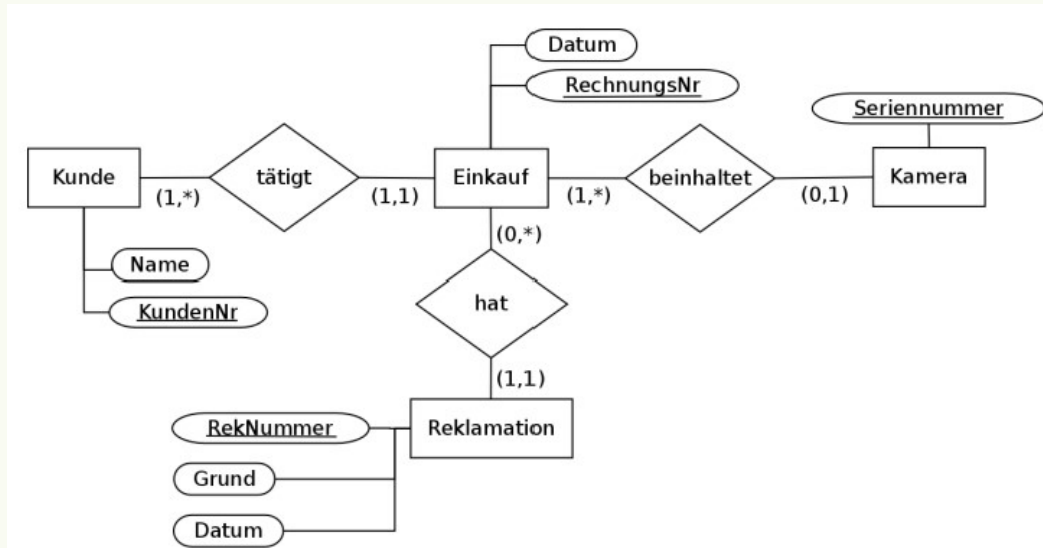 Datum
RechnungsNr
Seriennummer
Kunde
tätigt
Einkauf
beinhaltet
Kamera
(1,*)
(1,1)
(1,*)
(0,1)
(0,*)
Name
KundenNr
hat
(1,1)
RekNummer
Reklamation
Grund
Datum